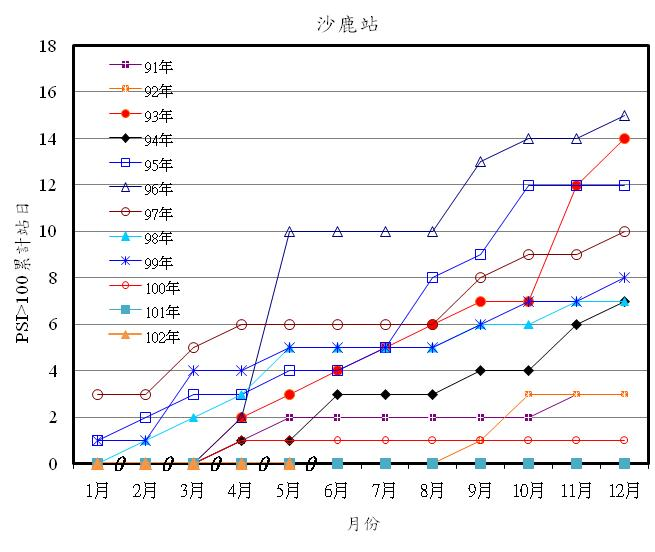 沙鹿站
PSI>100累計站日
18
16
14
12
10
8
6
4
2
0
91年
92年
93年
94年
95年
96年
97年
98年
99年
100年
101年
102年
0 0 0 0 0
1月 2月 3月 4月 5月 6月 7月 8月 9月 10月 11月 12月
月份